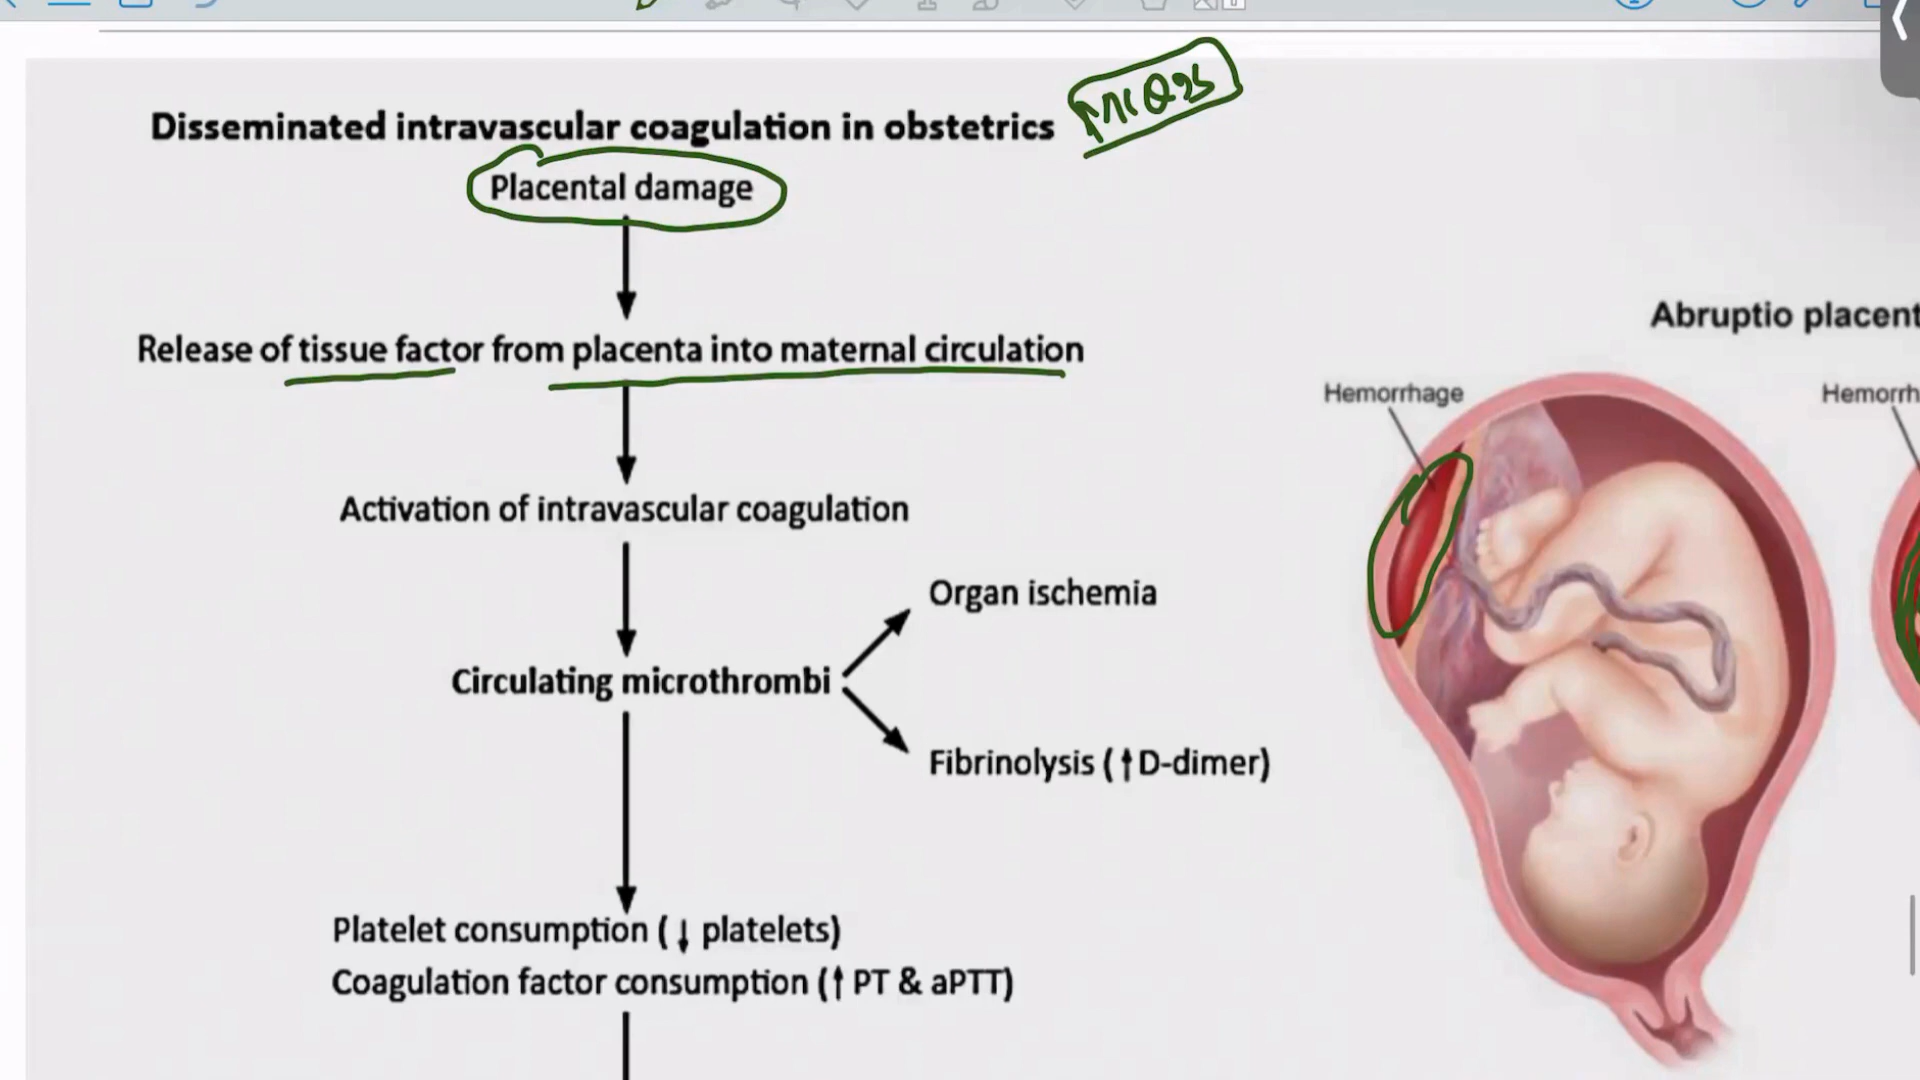 Disseminated intravascular coagulation in obstetrics
MCQs
Placental damage
Release of tissue factor from placenta into maternal circulation
Activation of intravascular coagulation
Organ ischemia
Circulating microthrombi
Fibrinolysis (↑D-dimer)
Platelet consumption (↓ platelets)
Coagulation factor consumption (↑ PT & aPTT)
Abruptio placent
Hemorrhage
Hemorrh